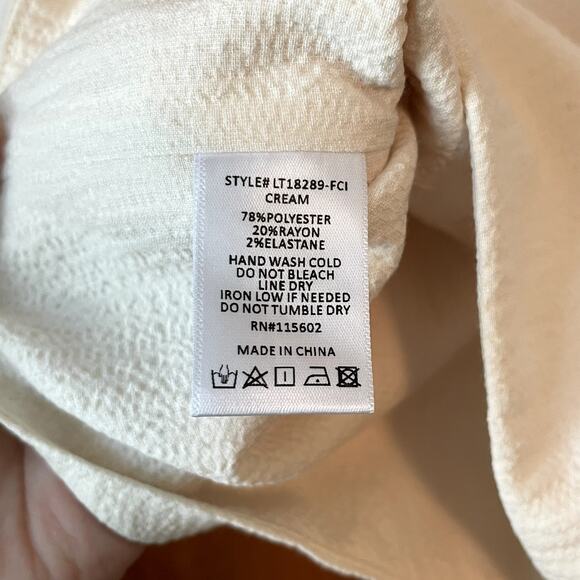 STYLE# LT18289-FCI
CREAM
78%POLYESTER
20%RAYON
2%ELASTANE
HAND WASH COLD
DO NOT BLEACH
LINE DRY
IRON LOW IF NEEDED
DO NOT TUMBLE DRY
RN#115602
MADE IN CHINA